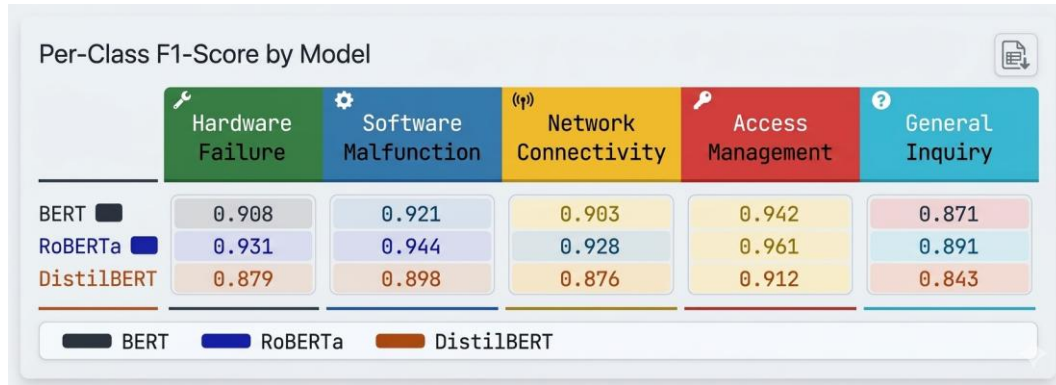 Per-Class F1-Score by Model
Hardware Failure
Software Malfunction
Network Connectivity
Access Management
General Inquiry
BERT 0.908 0.921 0.903 0.942 0.871
RoBERTa 0.931 0.944 0.928 0.961 0.891
DistilBERT 0.879 0.898 0.876 0.912 0.843
BERT RoBERTa DistilBERT